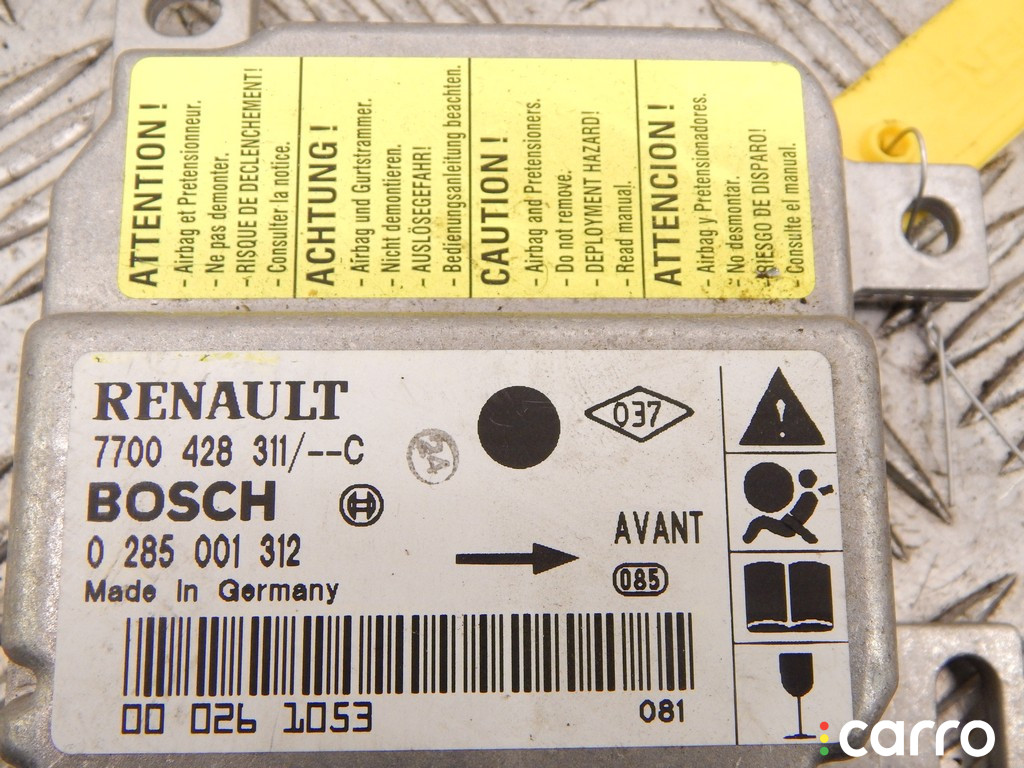 ATTENTION !
- Airbag et Pretensionneur.
- Ne pas demonter.
- RISQUE DE DECLENCHEMENT!
- Consulter la notice.
ACHTUNG !
- Airbag und Gurtstrammer.
- Nicht demontieren.
- AUSLÖSEGEFAHR!
- Bedienungsanleitung beachten.
CAUTION !
- Airbag and Pretensioners.
- Do not remove.
- DEPLOYMENT HAZARD!
- Read manual.
ATTENCION !
- Airbag y Pretensionadores.
- No desmontar.
- RIESGO DE DISPARO!
- Consulte el manual.
RENAULT
7700 428 311/--C
54
037
BOSCH
0 285 001 312
Made in Germany
AVANT
085
00 026 1053
081
!
carro